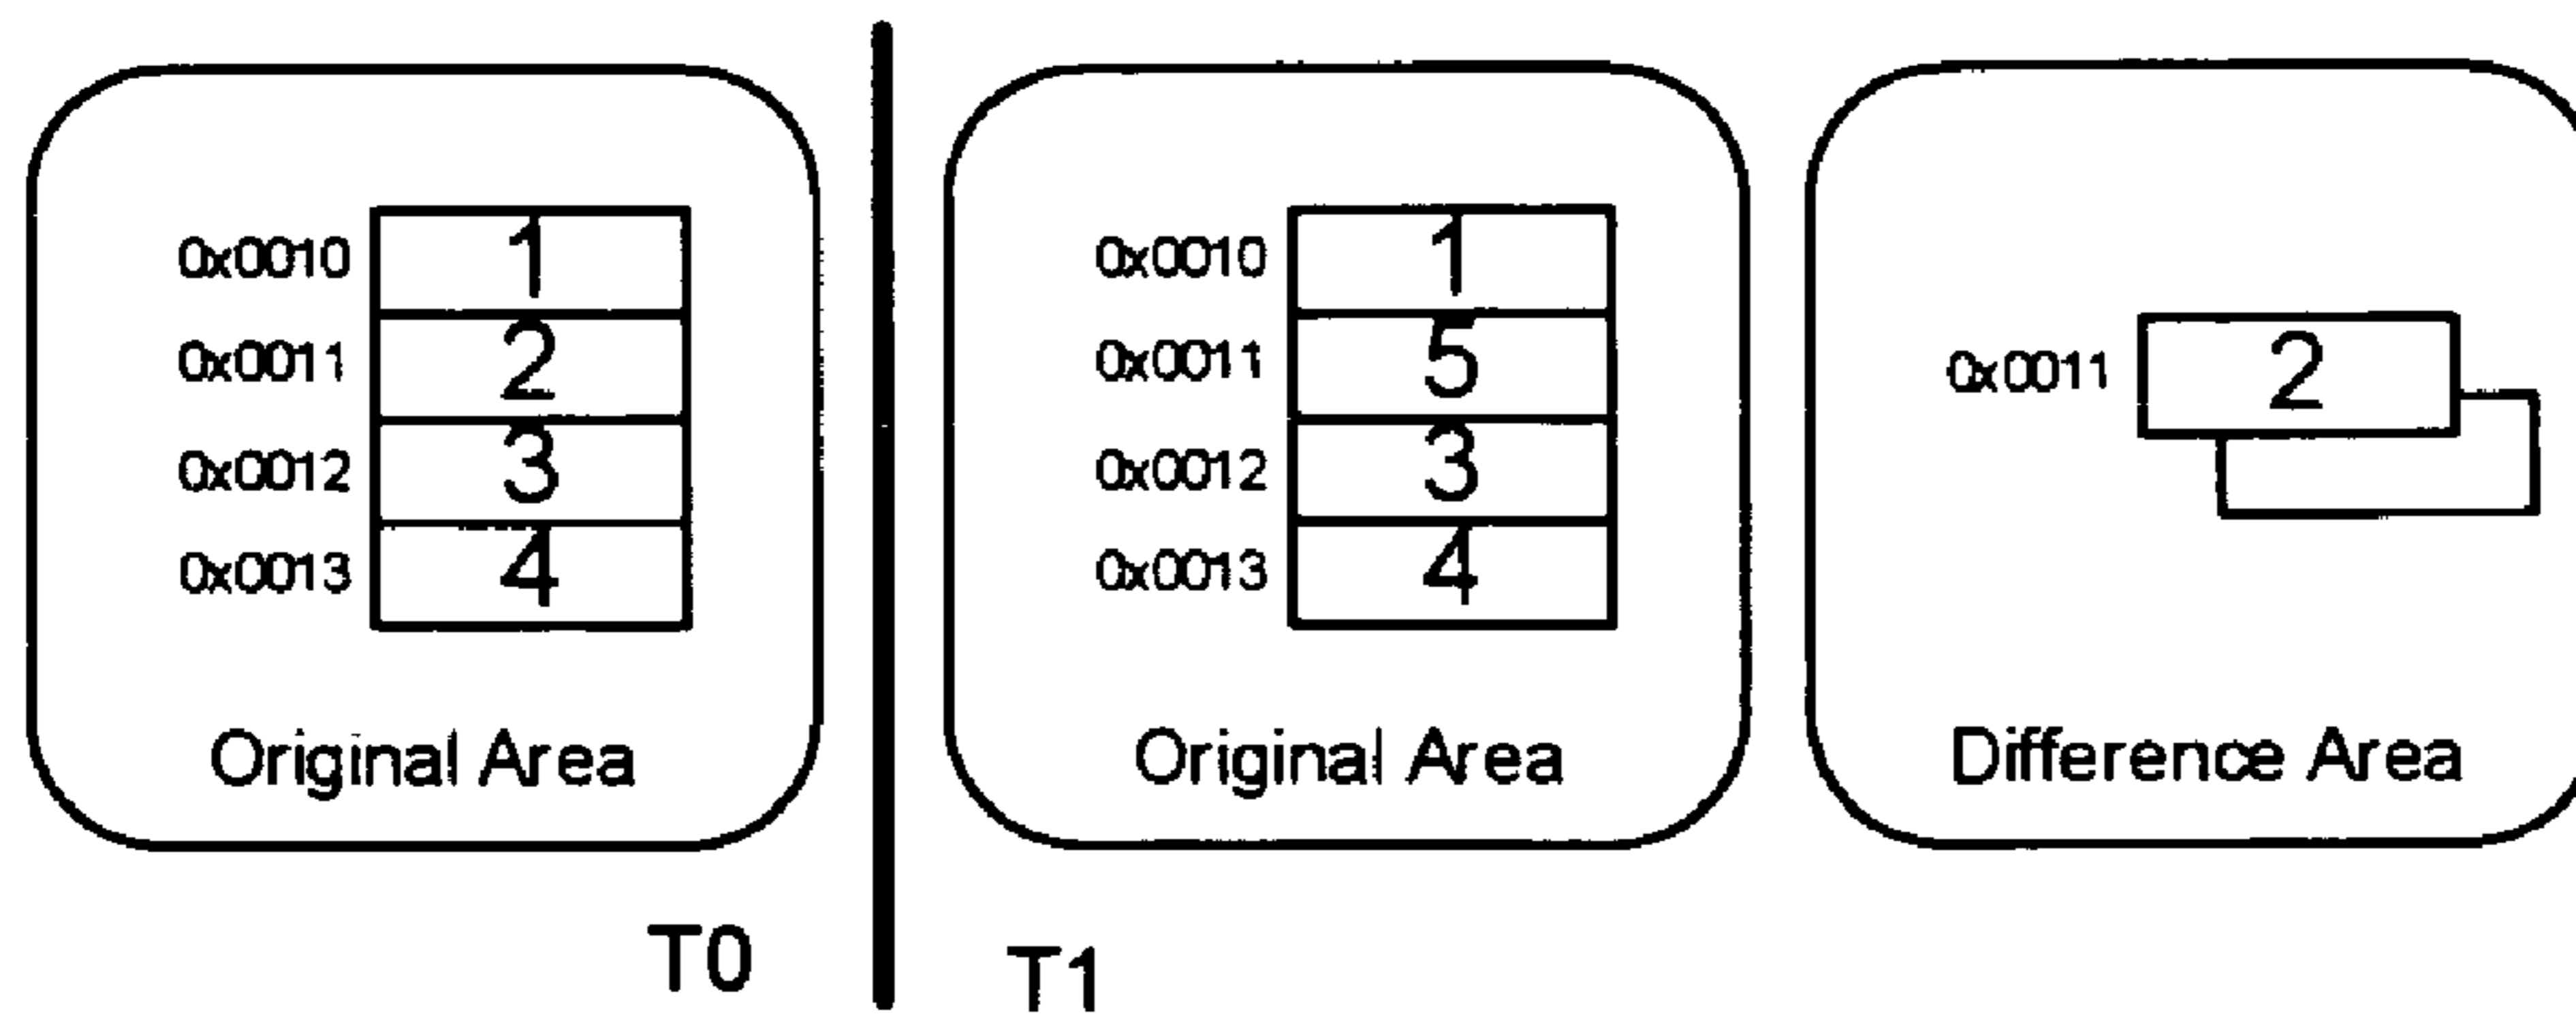 0x0010 1
0x0011 2
0x0012 3
0x0013 4
Original Area
T0
0x0010 1
0x0011 5
0x0012 3
0x0013 4
Original Area
0x0011 2
Difference Area
T1